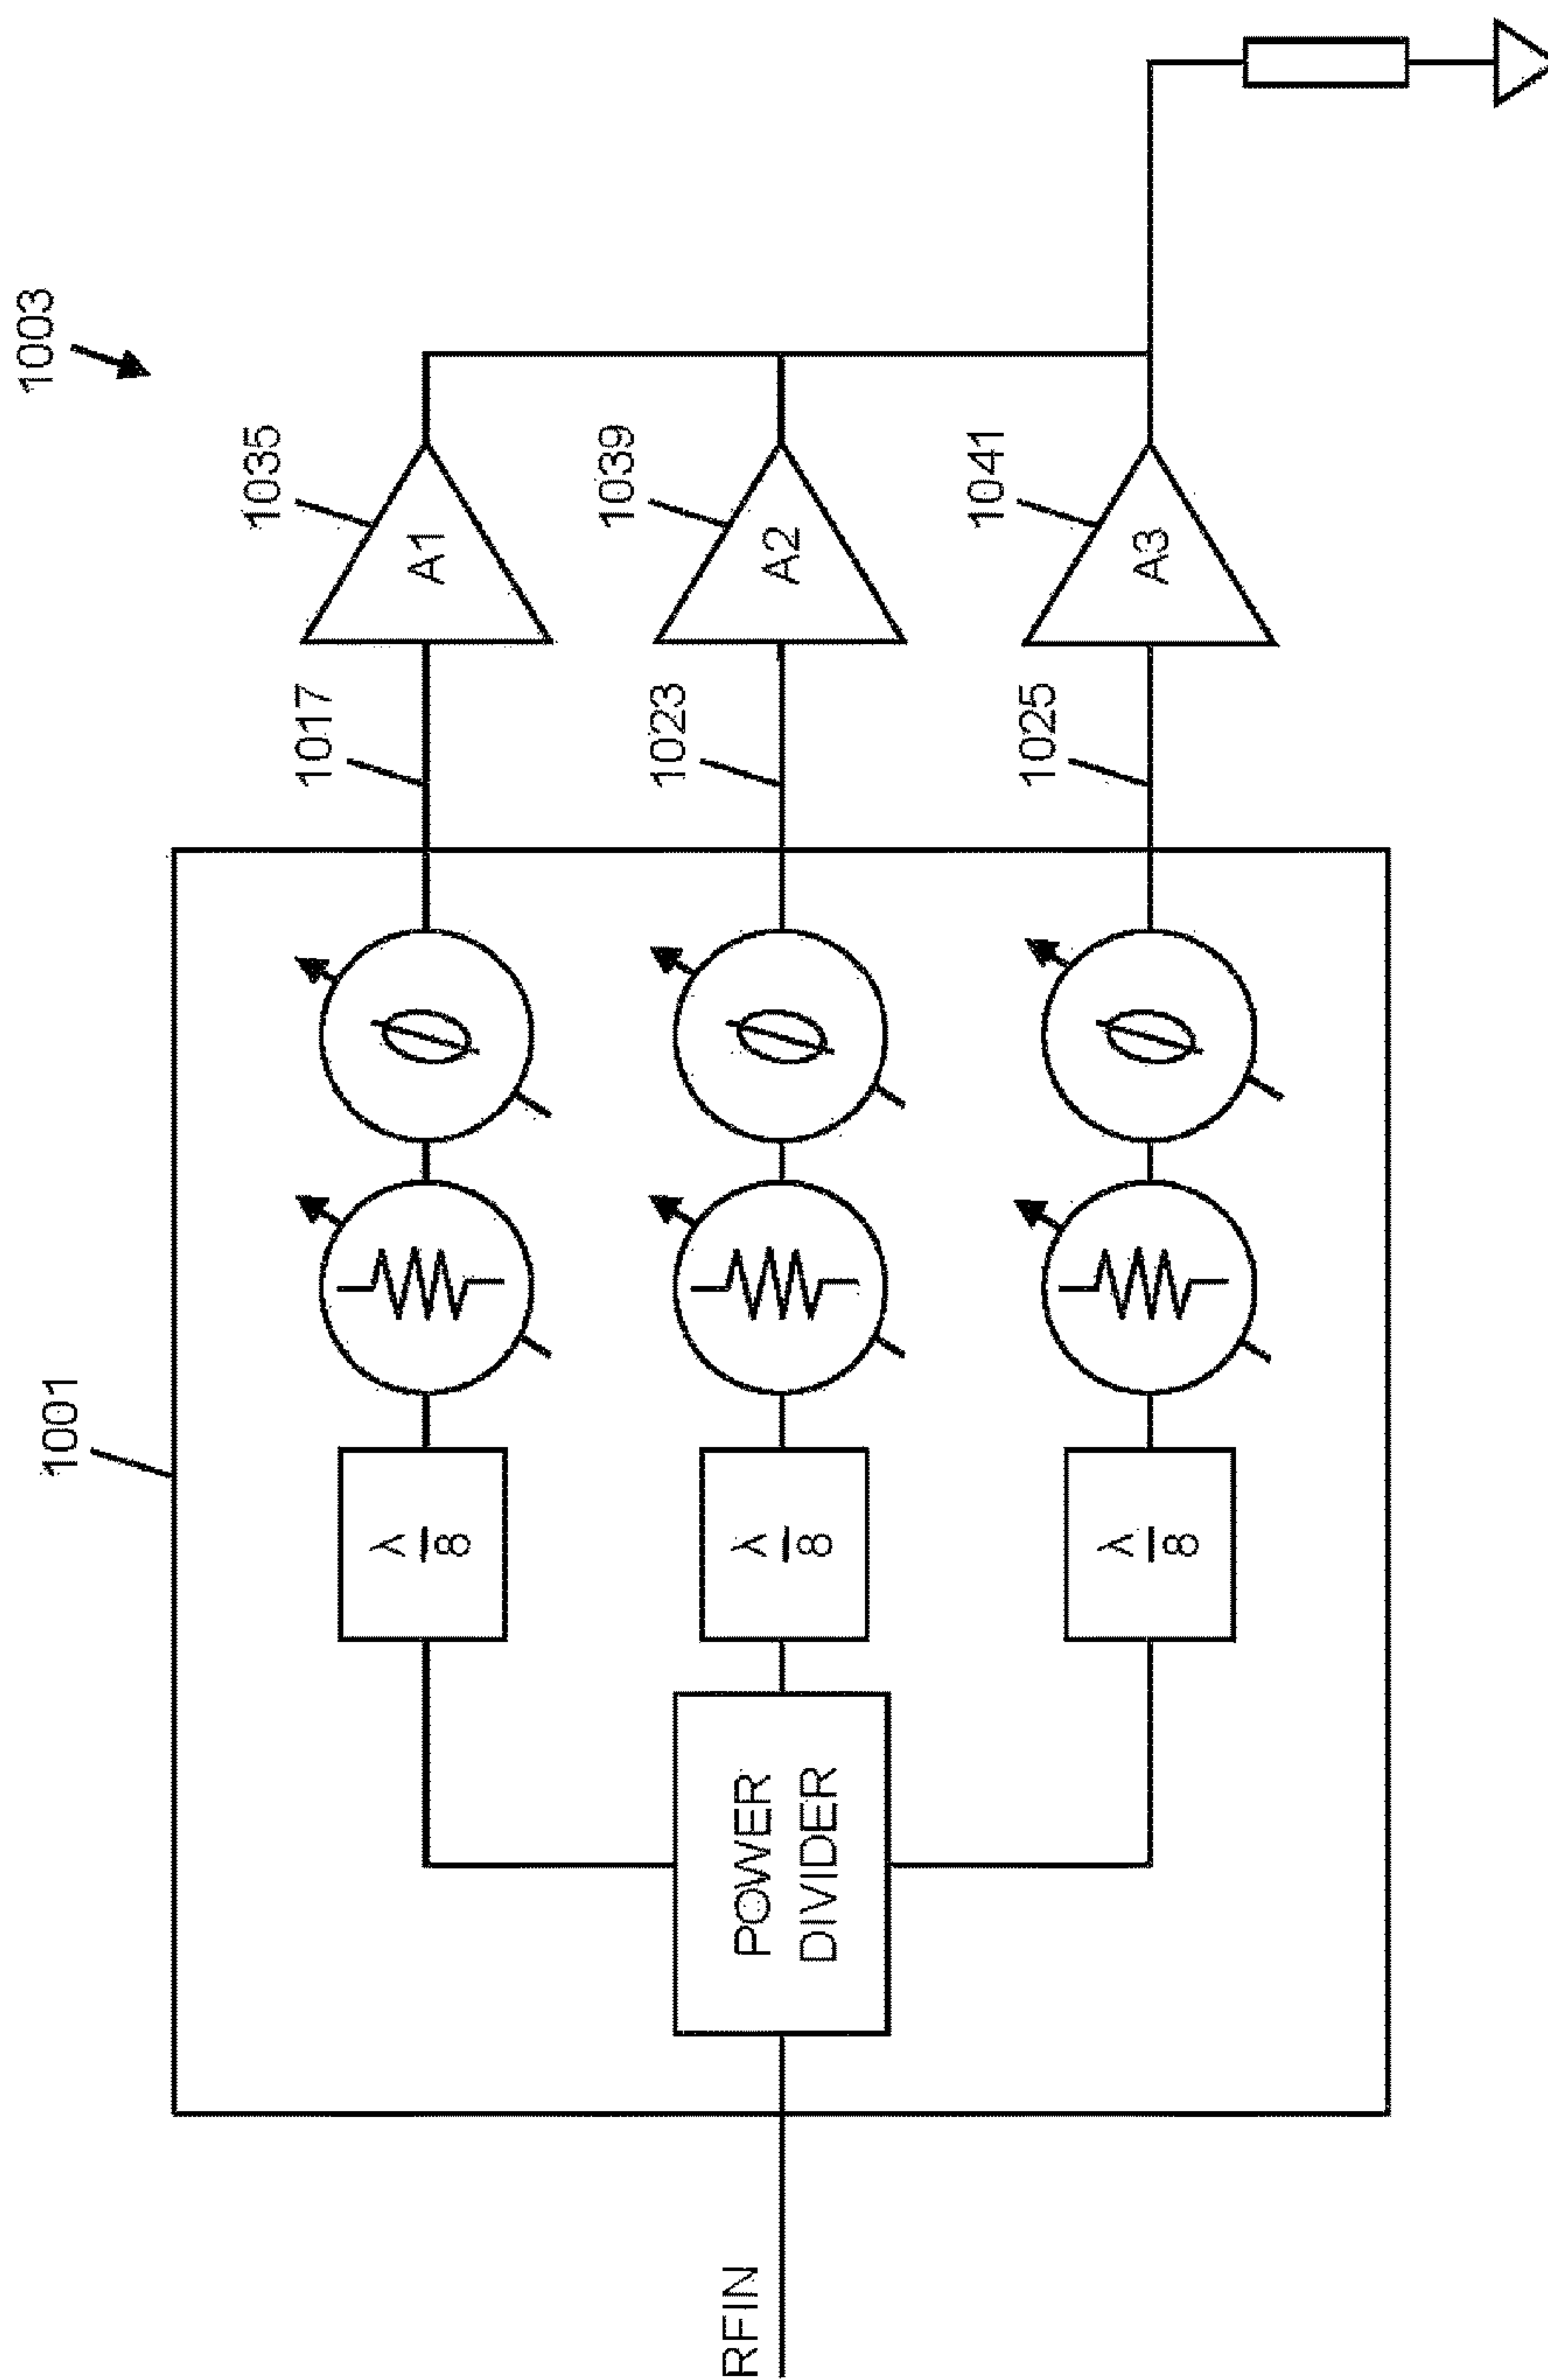 1003
1001
1035
1017
A1
λ
8
RFIN
POWER
DIVIDER
λ
8
1023
1039
A2
λ
8
1025
1041
A3